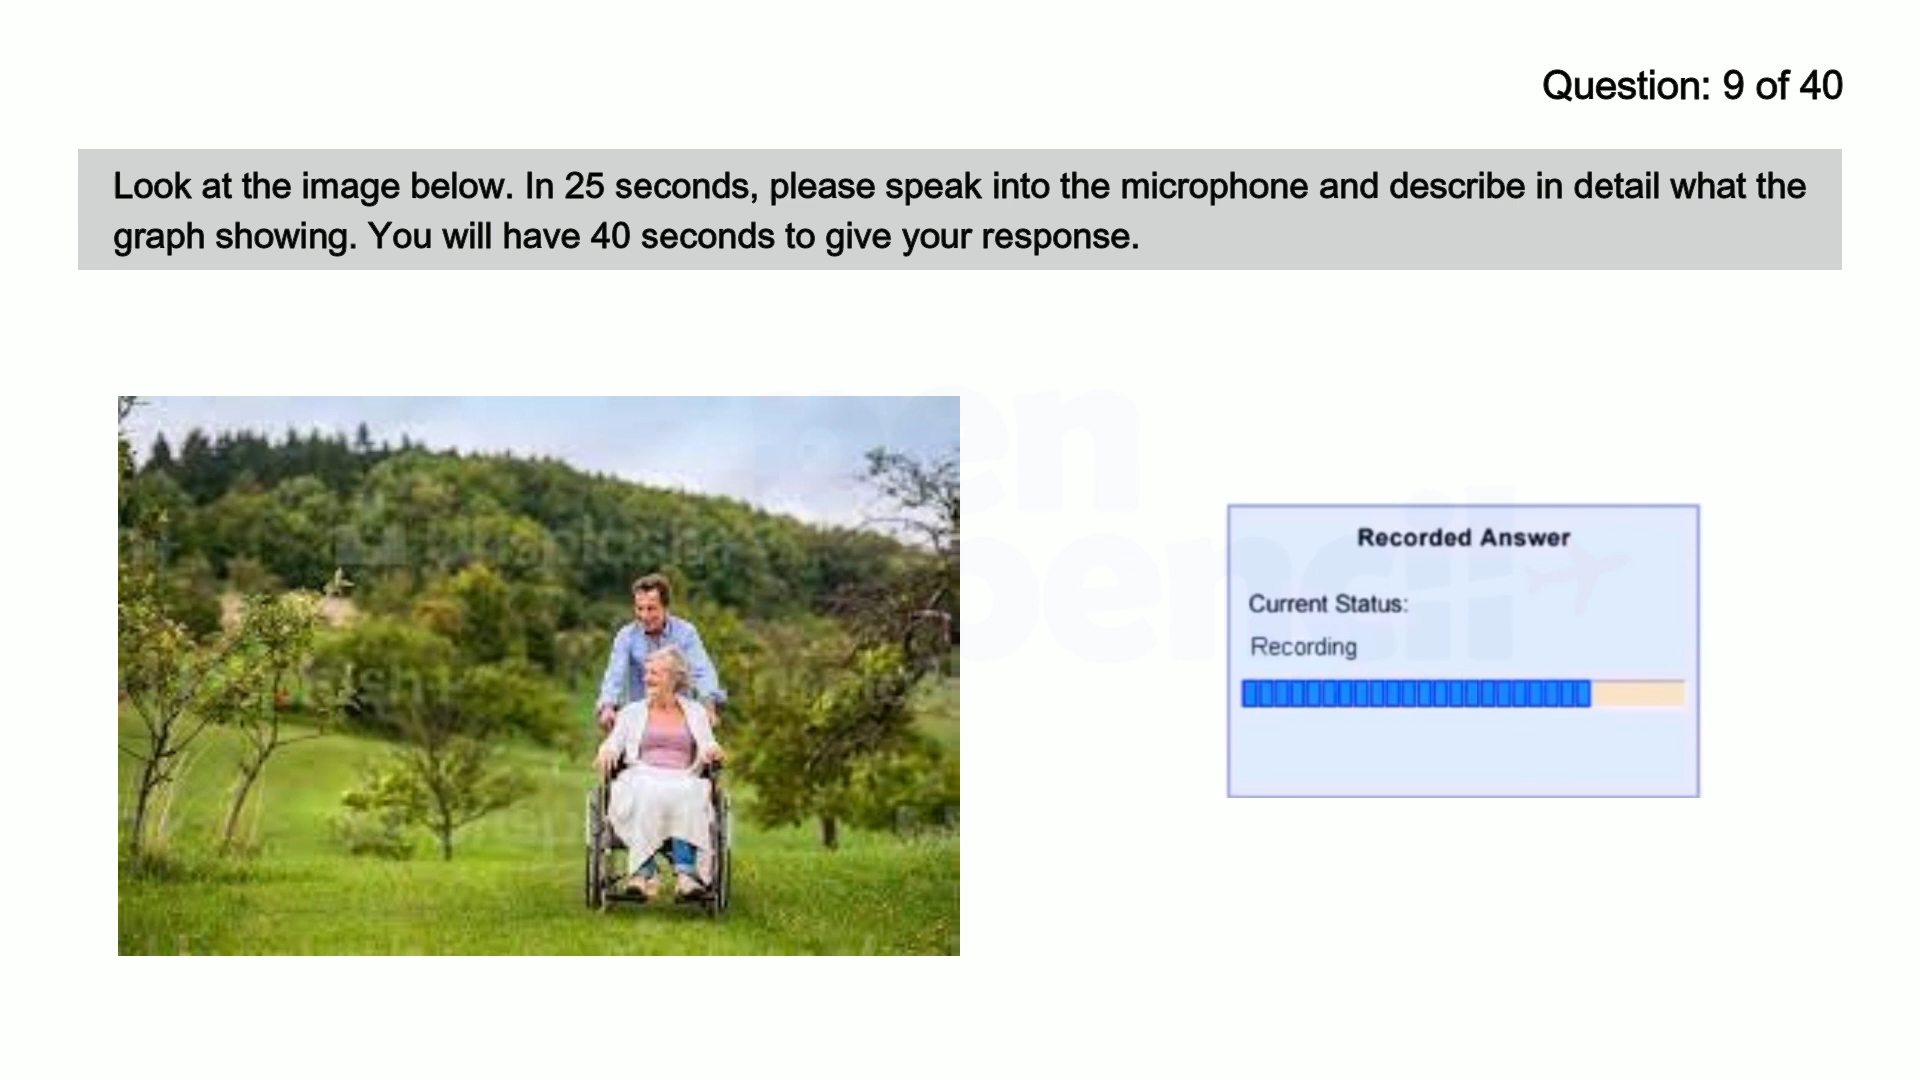 Question: 9 of 40
Look at the image below. In 25 seconds, please speak into the microphone and describe in detail what the
graph showing. You will have 40 seconds to give your response.
pen
pencil
Recorded Answer
Current Status:
Recording